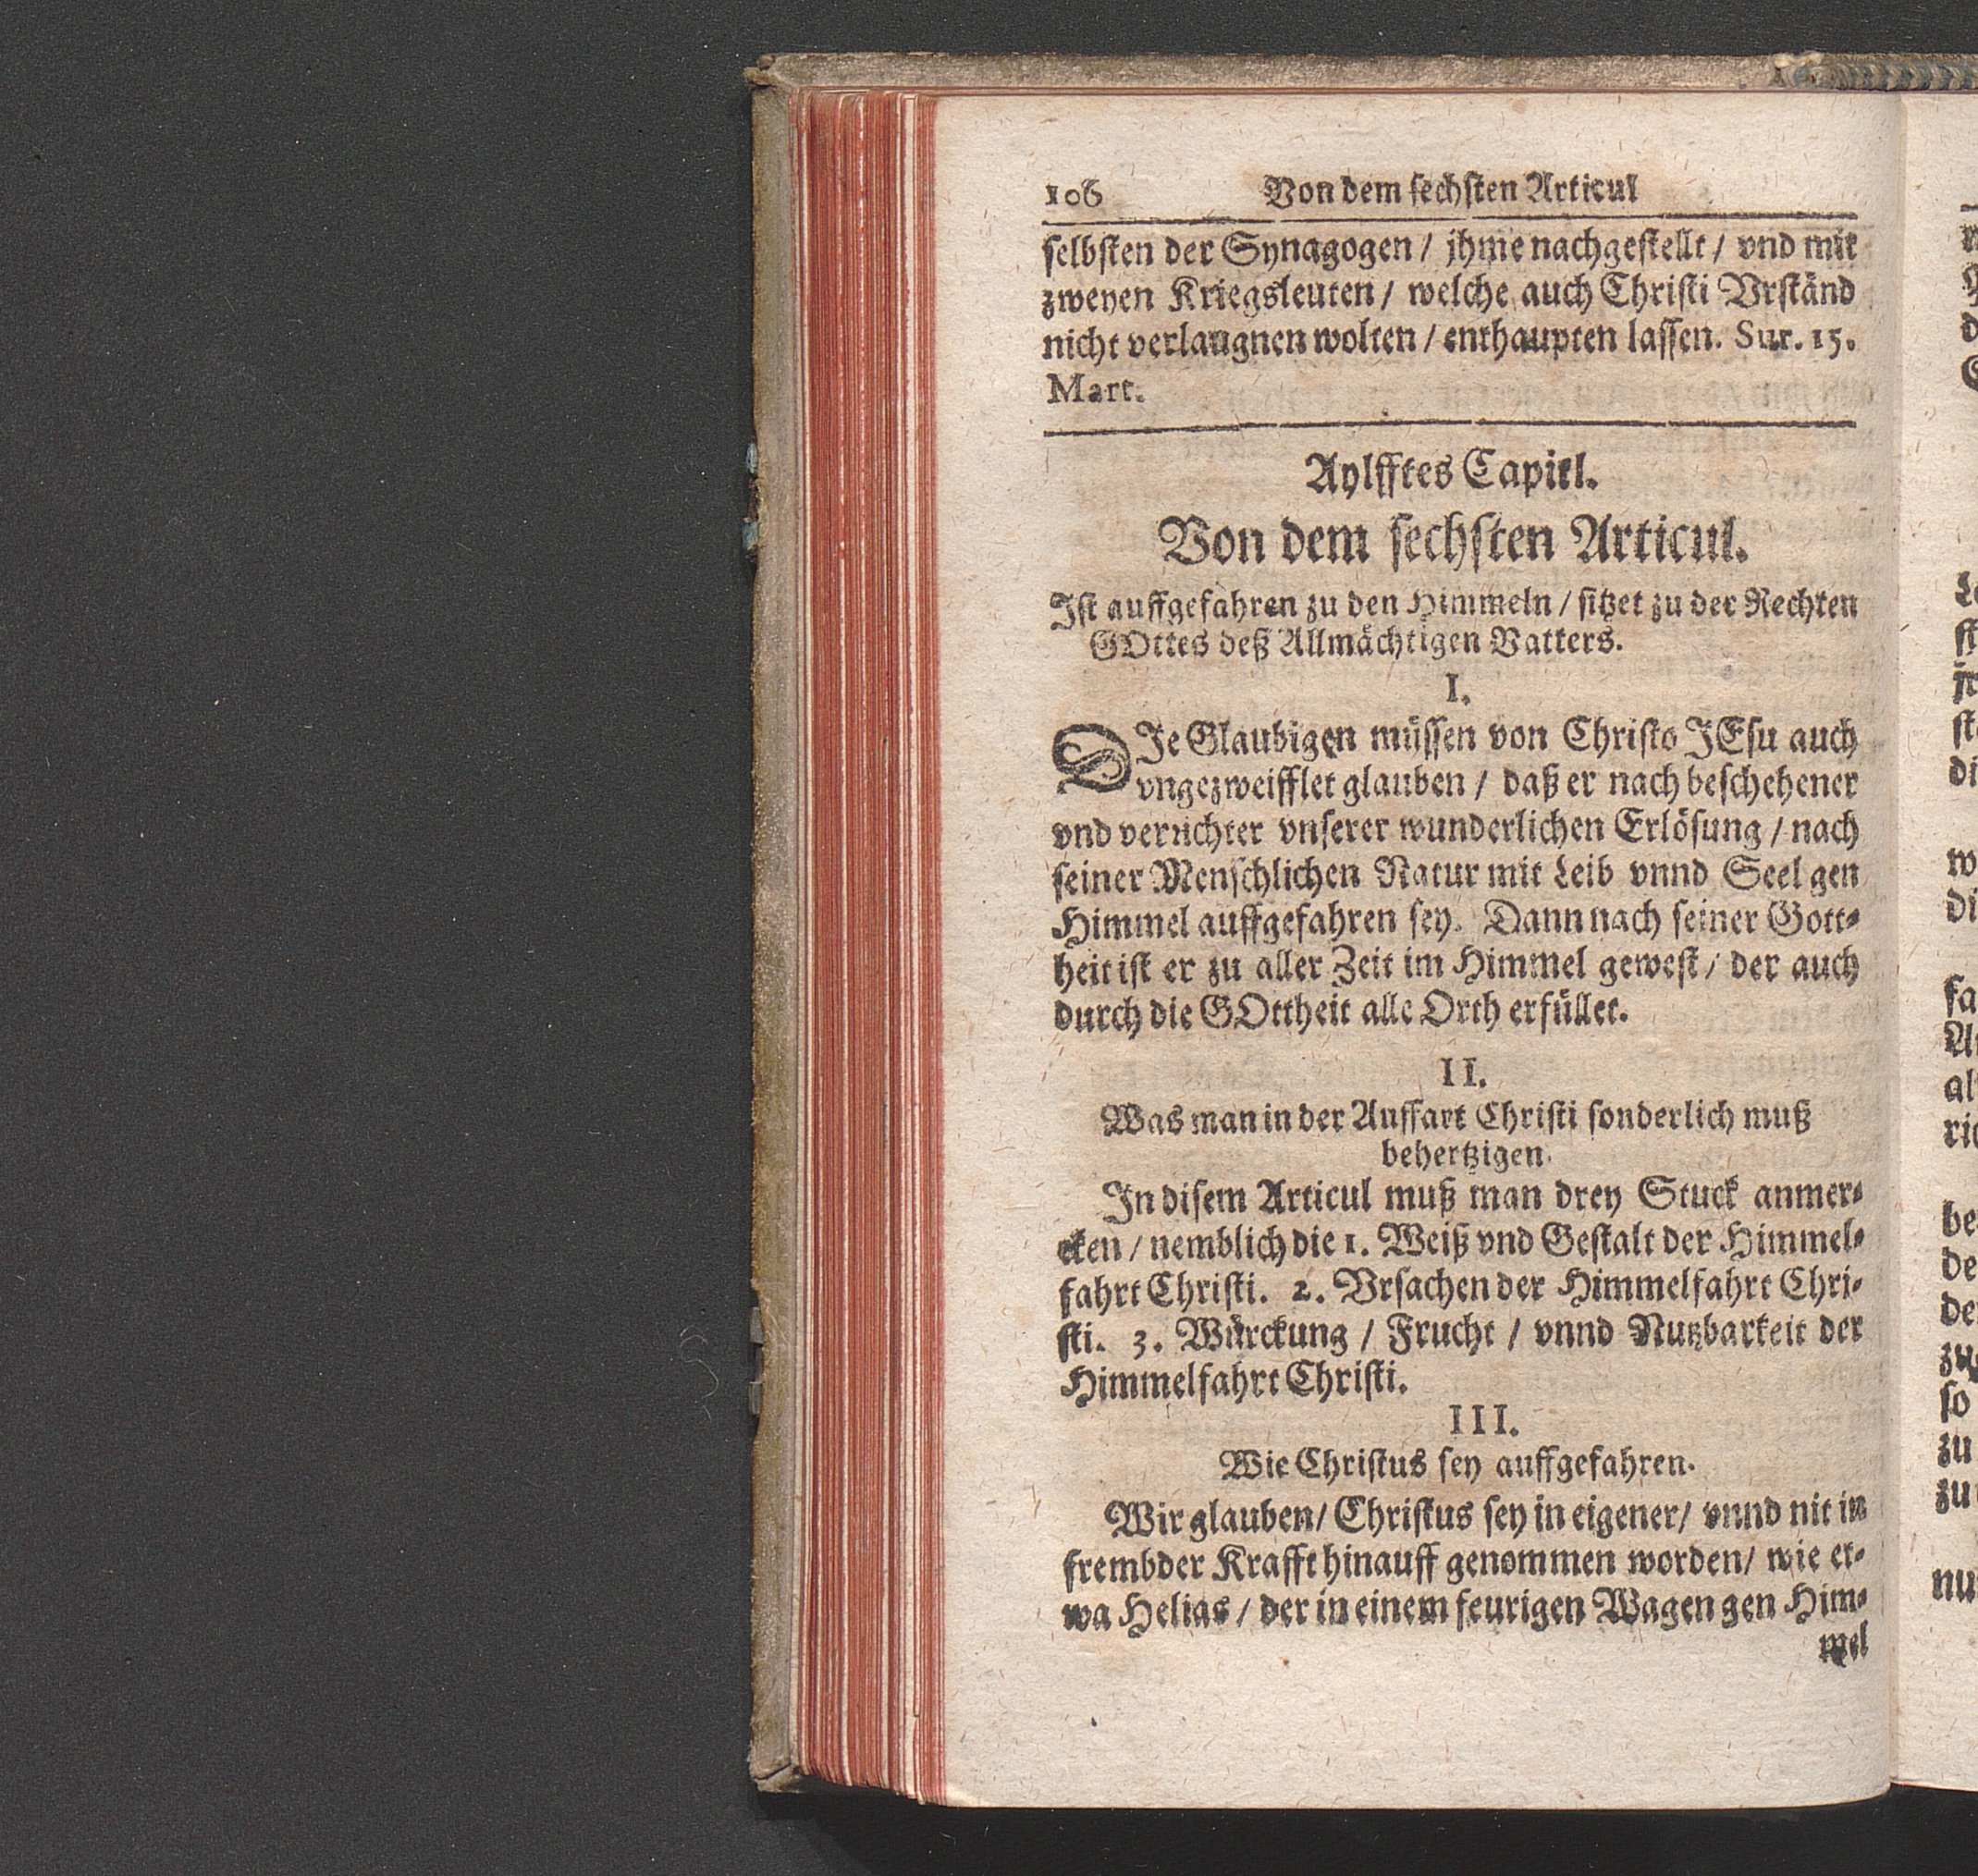 106 Von dem sechsten Articul
selbsten der Synagogen / jhme nachgestellt / vnd mit
zweyen Kriegsleuten / welche auch Christi Vrständ
nicht verlaugnen wolten / enthaupten lassen. Sur. 15.
Mart.
Aylfftes Capitl.
Von dem sechsten Articul.
Ist auffgefahren zu den Himmeln / sitzet zu der Rechten
GOttes deß Allmächtigen Vatters.
I.
DIe Glaubigen müssen von Christo JEsu auch
vngezweifflet glauben / daß er nach beschehener
vnd verrichter vnserer wunderlichen Erlösung / nach
seiner Menschlichen Natur mit Leib vnnd Seel gen
Himmel auffgefahren sey. Dann nach seiner Gott-
heit ist er zu aller Zeit im Himmel gewest / der auch
durch die GOttheit alle Orth erfüllet.
II.
Was man in der Auffart Christi sonderlich muß
behertzigen.
In disem Articul muß man drey Stuck anmer-
cken / nemblich die 1. Weiß vnd Gestalt der Himmel-
fahrt Christi. 2. Vrsachen der Himmelfahrt Chri-
sti. 3. Würckung / Frucht / vnnd Nutzbarkeit der
Himmelfahrt Christi.
III.
Wie Christus sey auffgefahren.
Wir glauben / Christus sey in eigener / vnnd nit in
frembder Krafft hinauff genommen worden / wie et-
wa Helias / der in einem feurigen Wagen gen Him-
mel